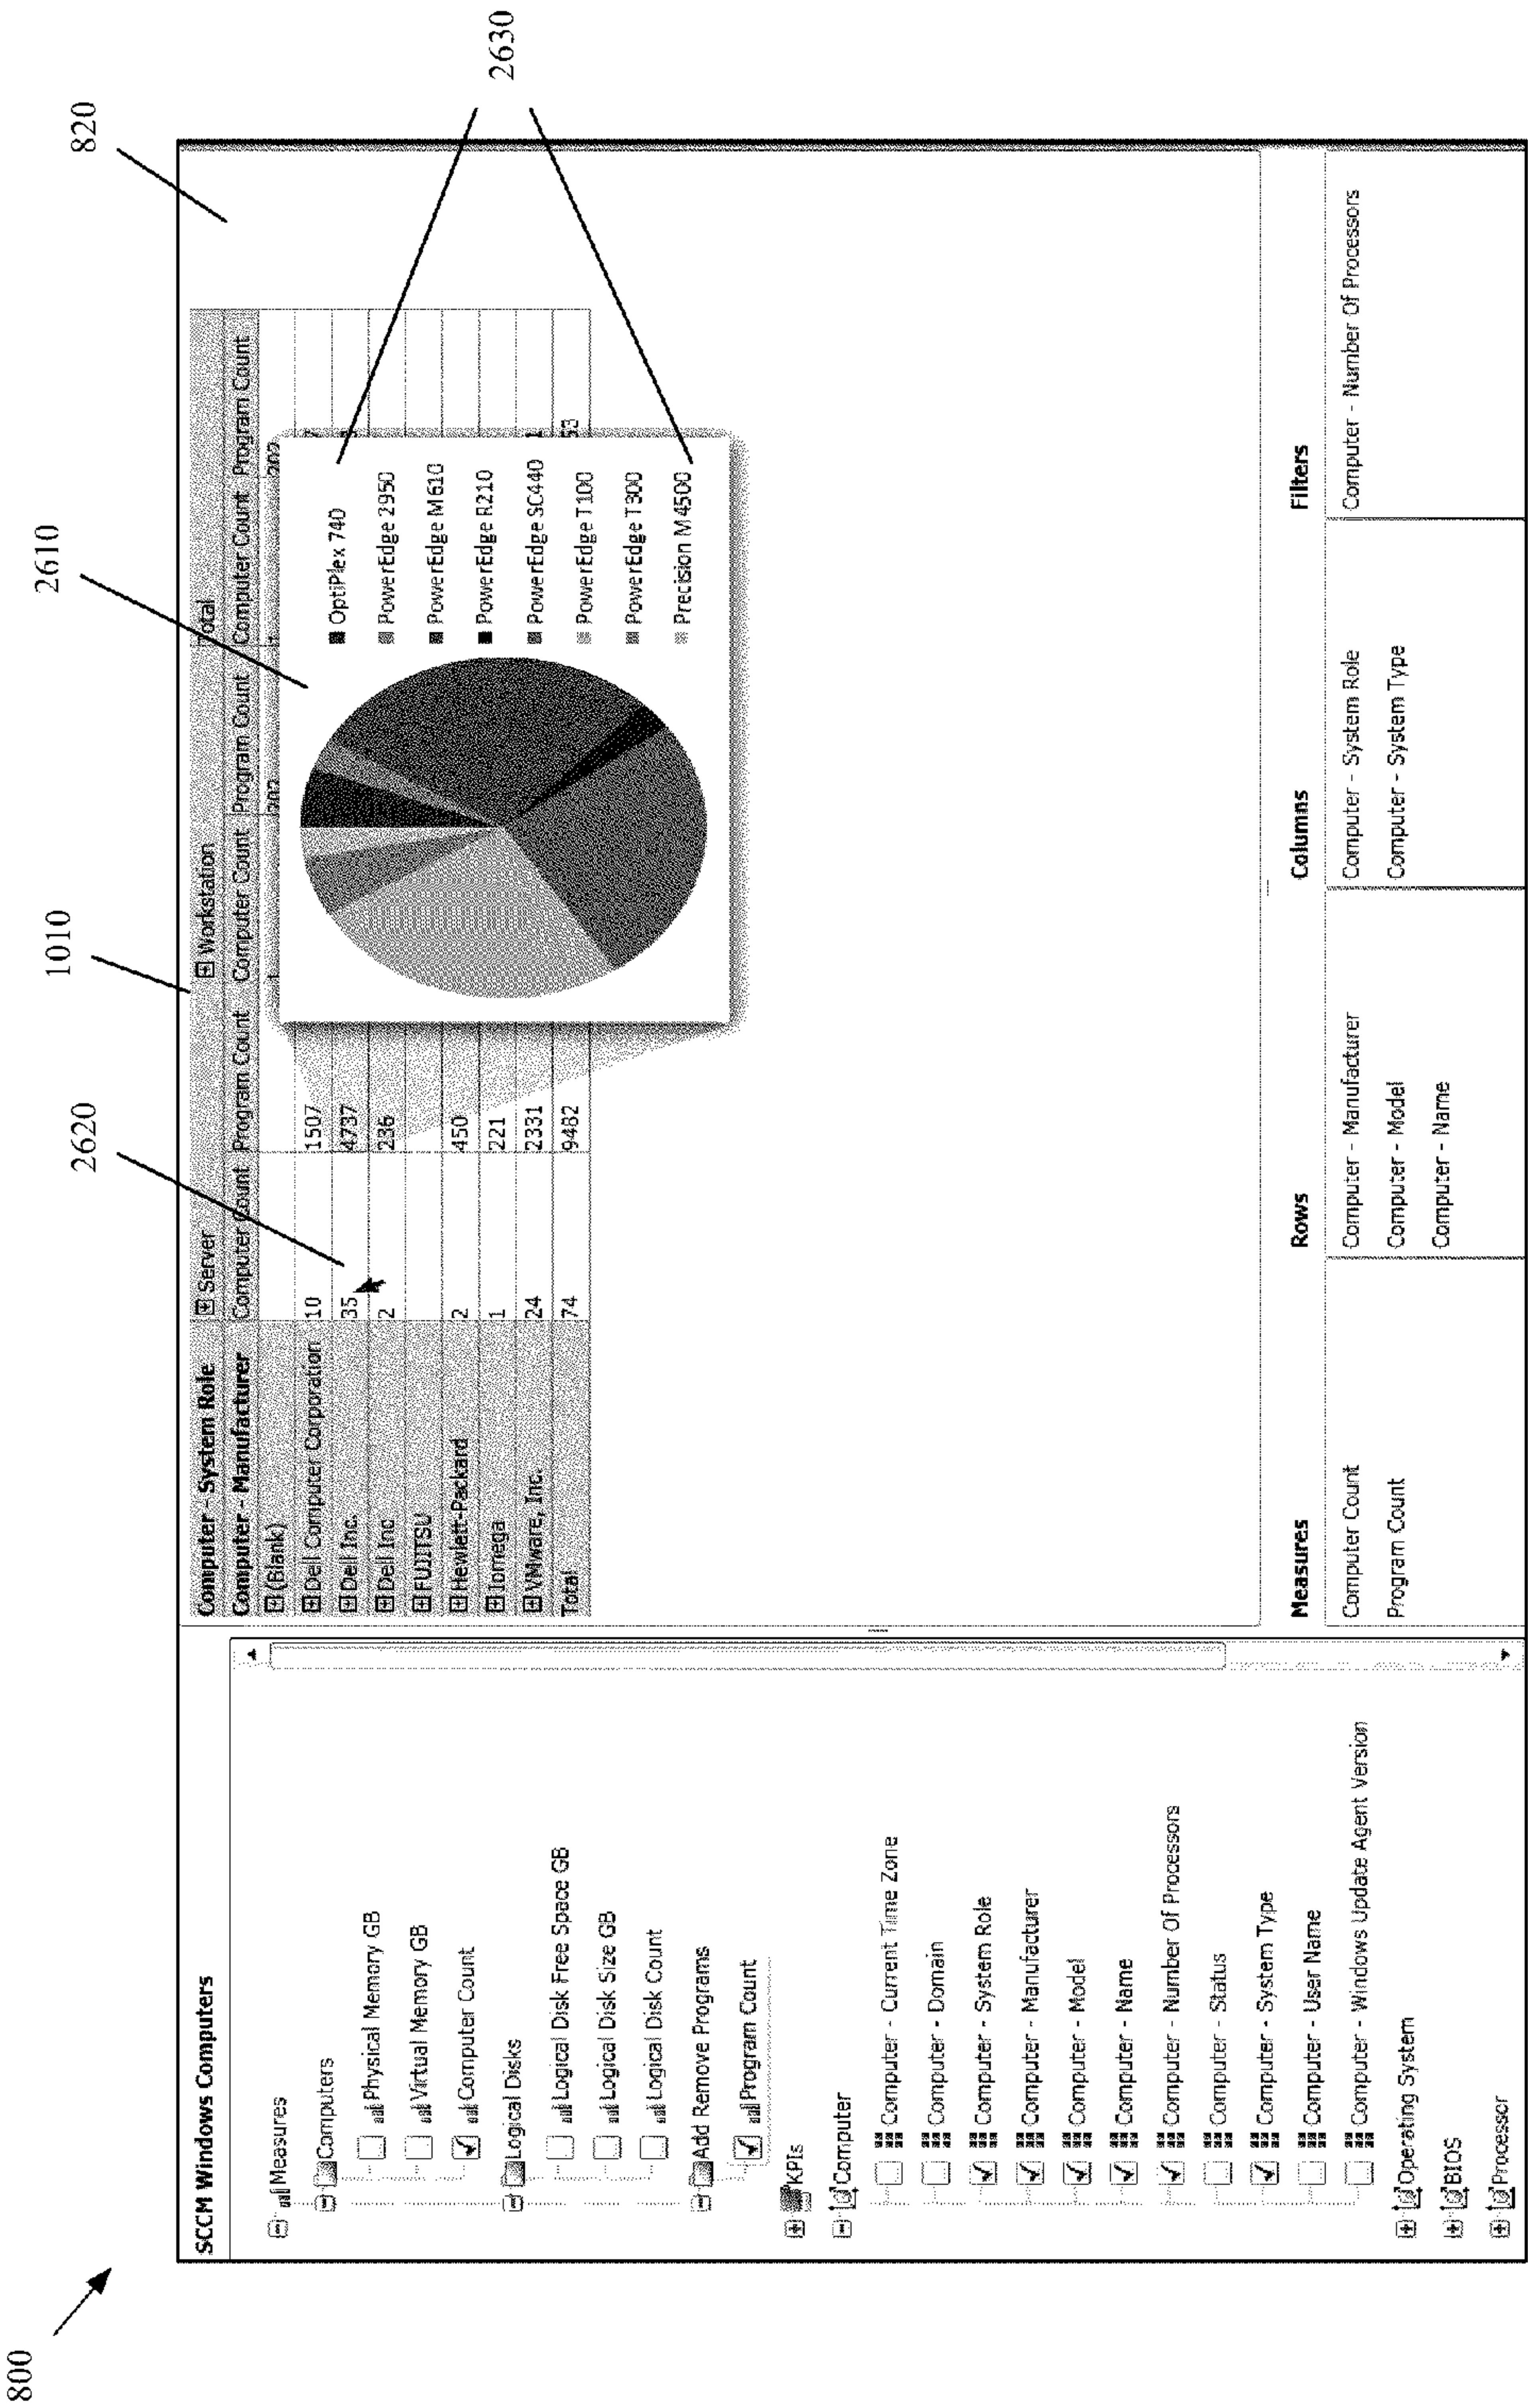 800
1010
2620
2610
820
2630
SCCM Windows Computers
Measures
Computers
Physical Memory GB
Virtual Memory GB
Computer Count
Logical Disks
Logical Disk Free Space GB
Logical Disk Size GB
Logical Disk Count
Add Remove Programs
Program Count
KPIs
Computer
Computer - Current Time Zone
Computer - Domain
Computer - System Role
Computer - Manufacturer
Computer - Model
Computer - Name
Computer - Number Of Processors
Computer - Status
Computer - System Type
Computer - User Name
Computer - Windows Update Agent Version
Operating System
BIOS
Processor
Computer - System Role Server Workstation Total
Computer - Manufacturer Computer Count Program Count Computer Count Program Count Computer Count Program Count
(Blank) 1 202 1 202
Dell Computer Corporation 10 1507
Dell Inc. 35 4737
Dell Inc 2 236
FUJITSU
Hewlett-Packard 2 450
Iomega 1 221
VMware, Inc. 24 2331
Total 74 9482
OptiPlex 740
PowerEdge 2950
PowerEdge M610
PowerEdge R210
PowerEdge SC440
PowerEdge T100
PowerEdge T300
Precision M4500
Measures Rows Columns Filters
Computer Count Computer - Manufacturer Computer - System Role Computer - Number Of Processors
Program Count Computer - Model Computer - System Type
Computer - Name